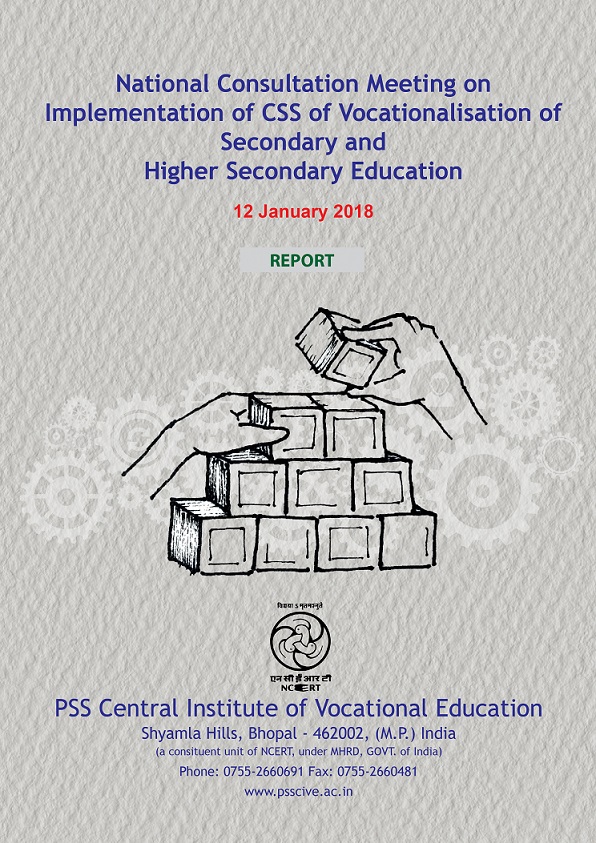 National Consultation Meeting on
Implementation of CSS of Vocationalisation of
Secondary and
Higher Secondary Education
12 January 2018
REPORT
विद्यया ऽ मृतमश्नुते
एन सी ई आर टी
NCERT
PSS Central Institute of Vocational Education
Shyamla Hills, Bhopal - 462002, (M.P.) India
(a consituent unit of NCERT, under MHRD, GOVT. of India)
Phone: 0755-2660691 Fax: 0755-2660481
www.psscive.ac.in